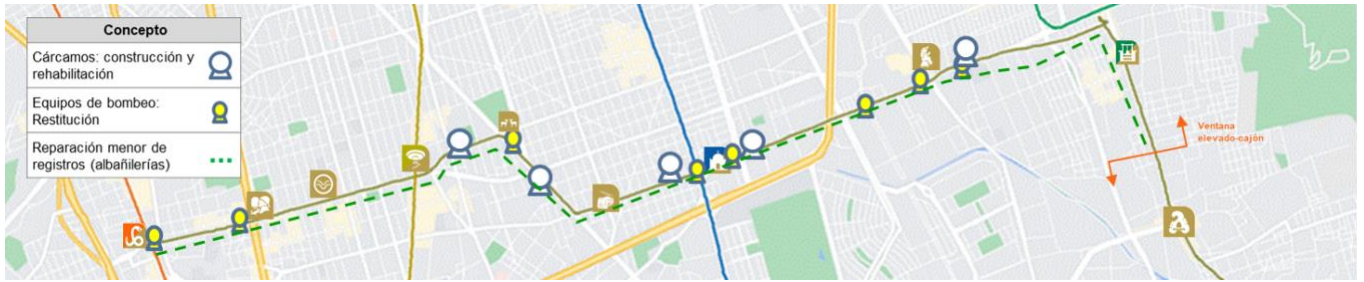 Concepto
Cárcamos: construcción y
rehabilitación
Equipos de bombeo:
Restitución
Reparación menor de
registros (albañilerías)
Ventana
elevado-cajón